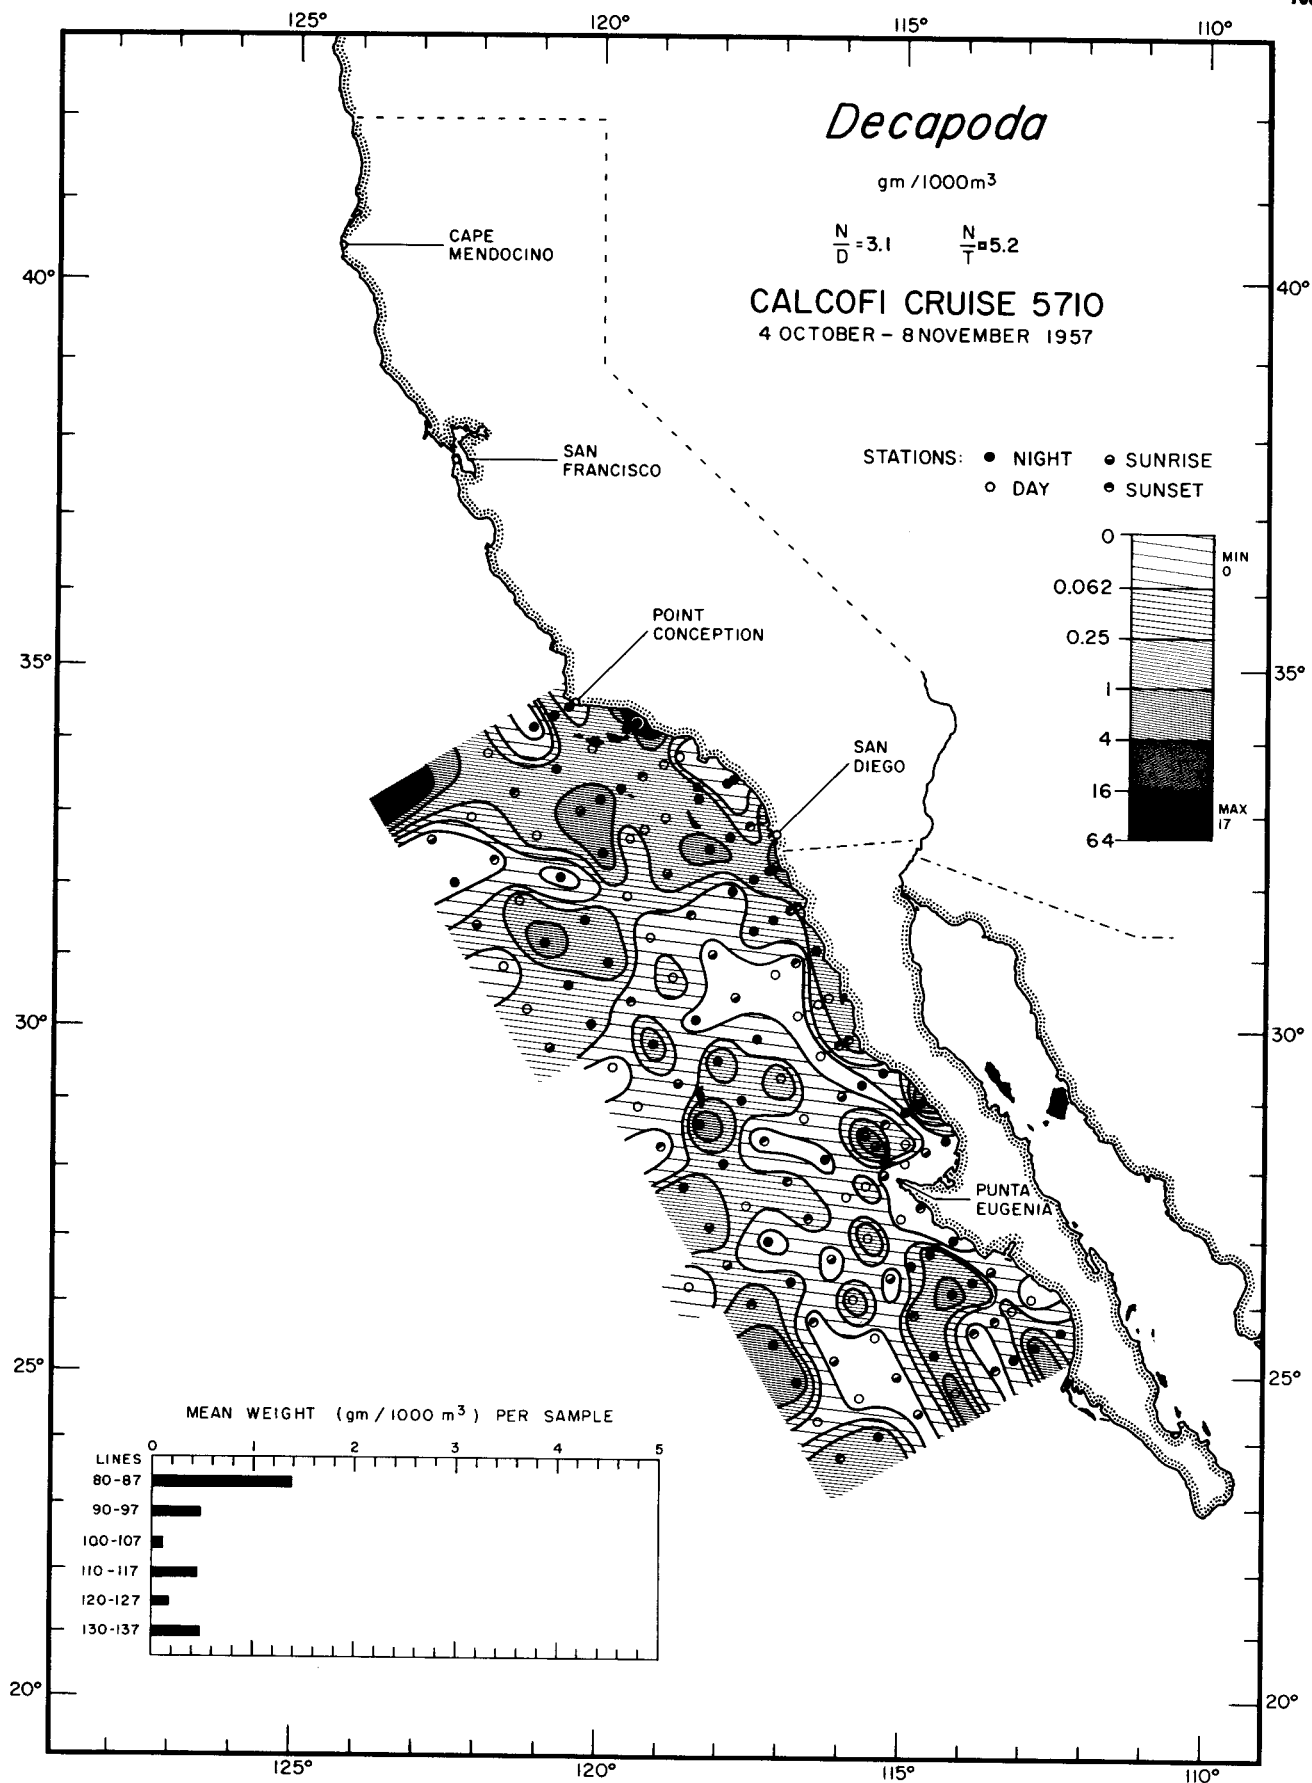 125° 120° 115° 110°
Decapoda
gm/1000m³
N/D = 3.1 N/T = 5.2
CALCOFI CRUISE 5710
4 OCTOBER – 8 NOVEMBER 1957
CAPE
MENDOCINO
40° 40°
SAN
FRANCISCO
STATIONS: NIGHT SUNRISE
DAY SUNSET
0
MIN
0
0.062
0.25
1
4
16
MAX
17
64
POINT
CONCEPTION
35° 35°
SAN
DIEGO
30° 30°
PUNTA
EUGENIA
25° 25°
MEAN WEIGHT (gm/1000 m³) PER SAMPLE
0 1 2 3 4 5
LINES
80-87
90-97
100-107
110-117
120-127
130-137
20° 20°
125° 120° 115° 110°